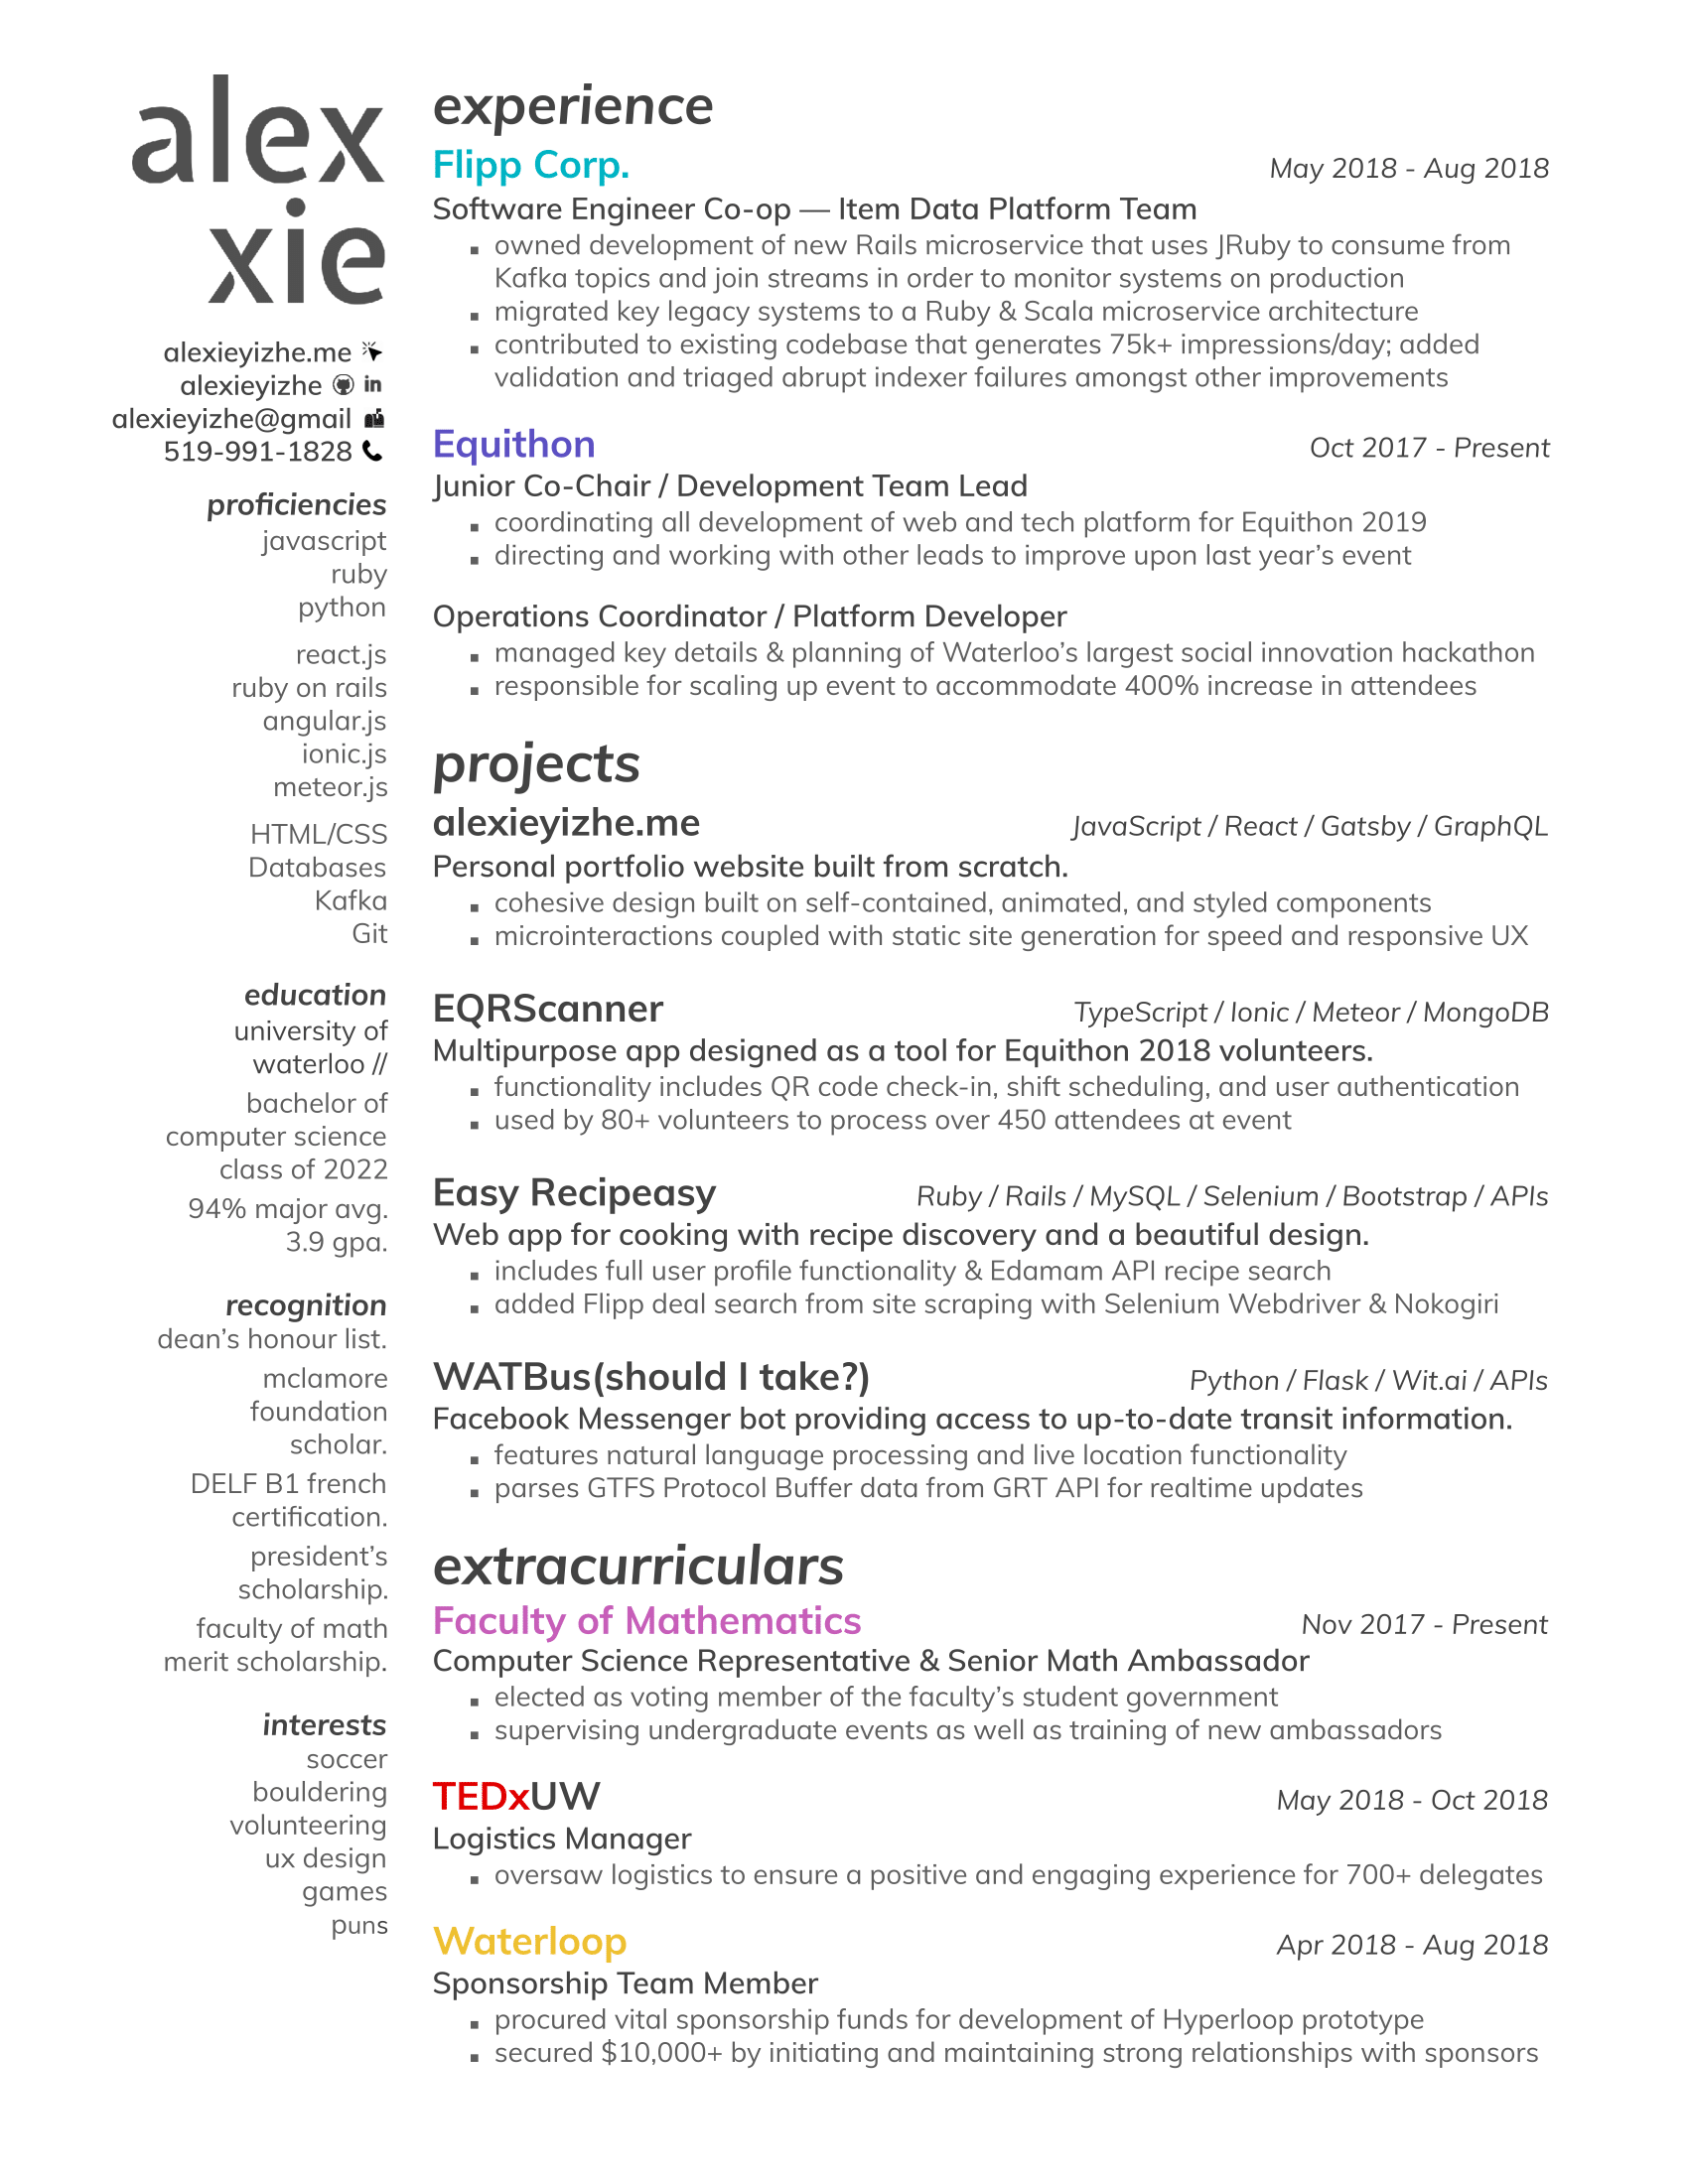 alex
xie
alexieyizhe.me
alexieyizhe in
alexieyizhe@gmail
519-991-1828
proficiencies
javascript
ruby
python
react.js
ruby on rails
angular.js
ionic.js
meteor.js
HTML/CSS
Databases
Kafka
Git
education
university of
waterloo //
bachelor of
computer science
class of 2022
94% major avg.
3.9 gpa.
recognition
dean’s honour list.
mclamore
foundation
scholar.
DELF B1 french
certification.
president’s
scholarship.
faculty of math
merit scholarship.
interests
soccer
bouldering
volunteering
ux design
games
puns
experience
Flipp Corp. May 2018 - Aug 2018
Software Engineer Co-op — Item Data Platform Team
▪ owned development of new Rails microservice that uses JRuby to consume from
Kafka topics and join streams in order to monitor systems on production
▪ migrated key legacy systems to a Ruby & Scala microservice architecture
▪ contributed to existing codebase that generates 75k+ impressions/day; added
validation and triaged abrupt indexer failures amongst other improvements
Equithon Oct 2017 - Present
Junior Co-Chair / Development Team Lead
▪ coordinating all development of web and tech platform for Equithon 2019
▪ directing and working with other leads to improve upon last year’s event
Operations Coordinator / Platform Developer
▪ managed key details & planning of Waterloo’s largest social innovation hackathon
▪ responsible for scaling up event to accommodate 400% increase in attendees
projects
alexieyizhe.me JavaScript / React / Gatsby / GraphQL
Personal portfolio website built from scratch.
▪ cohesive design built on self-contained, animated, and styled components
▪ microinteractions coupled with static site generation for speed and responsive UX
EQRScanner TypeScript / Ionic / Meteor / MongoDB
Multipurpose app designed as a tool for Equithon 2018 volunteers.
▪ functionality includes QR code check-in, shift scheduling, and user authentication
▪ used by 80+ volunteers to process over 450 attendees at event
Easy Recipeasy Ruby / Rails / MySQL / Selenium / Bootstrap / APIs
Web app for cooking with recipe discovery and a beautiful design.
▪ includes full user profile functionality & Edamam API recipe search
▪ added Flipp deal search from site scraping with Selenium Webdriver & Nokogiri
WATBus(should I take?) Python / Flask / Wit.ai / APIs
Facebook Messenger bot providing access to up-to-date transit information.
▪ features natural language processing and live location functionality
▪ parses GTFS Protocol Buffer data from GRT API for realtime updates
extracurriculars
Faculty of Mathematics Nov 2017 - Present
Computer Science Representative & Senior Math Ambassador
▪ elected as voting member of the faculty’s student government
▪ supervising undergraduate events as well as training of new ambassadors
TEDxUW May 2018 - Oct 2018
Logistics Manager
▪ oversaw logistics to ensure a positive and engaging experience for 700+ delegates
Waterloop Apr 2018 - Aug 2018
Sponsorship Team Member
▪ procured vital sponsorship funds for development of Hyperloop prototype
▪ secured $10,000+ by initiating and maintaining strong relationships with sponsors